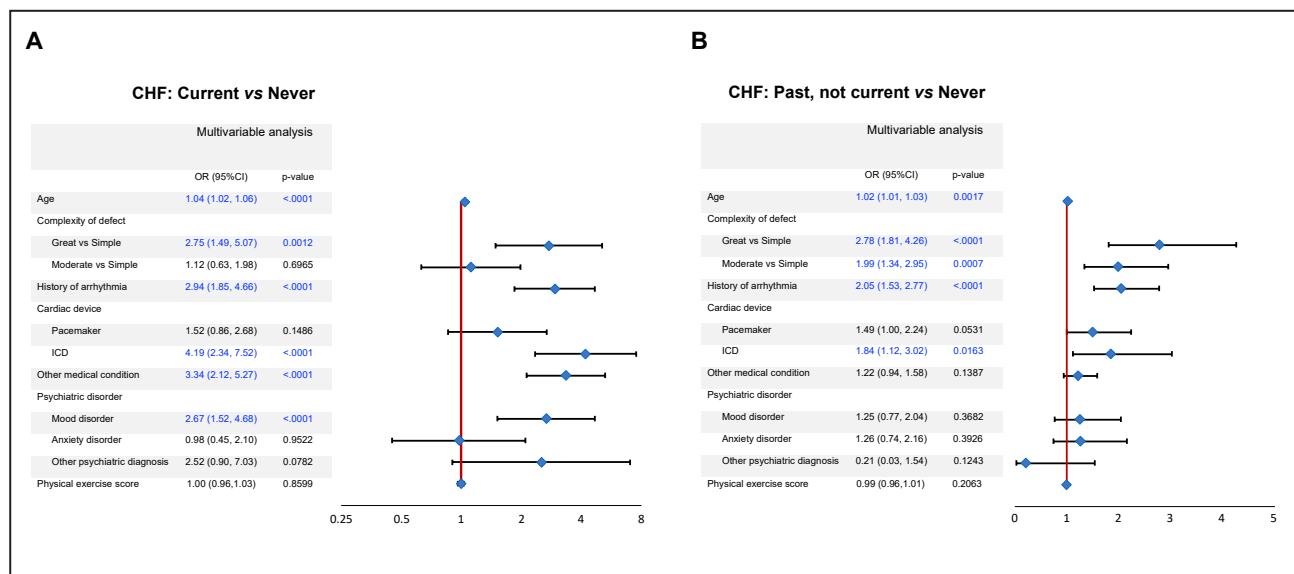 A
CHF: Current vs Never
Multivariable analysis
OR (95%CI) p-value
Age 1.04 (1.02, 1.06) <.0001
Complexity of defect
Great vs Simple 2.75 (1.49, 5.07) 0.0012
Moderate vs Simple 1.12 (0.63, 1.98) 0.6965
History of arrhythmia 2.94 (1.85, 4.66) <.0001
Cardiac device
Pacemaker 1.52 (0.86, 2.68) 0.1486
ICD 4.19 (2.34, 7.52) <.0001
Other medical condition 3.34 (2.12, 5.27) <.0001
Psychiatric disorder
Mood disorder 2.67 (1.52, 4.68) <.0001
Anxiety disorder 0.98 (0.45, 2.10) 0.9522
Other psychiatric diagnosis 2.52 (0.90, 7.03) 0.0782
Physical exercise score 1.00 (0.96,1.03) 0.8599
0.25 0.5 1 2 4 8
B
CHF: Past, not current vs Never
Multivariable analysis
OR (95%CI) p-value
Age 1.02 (1.01, 1.03) 0.0017
Complexity of defect
Great vs Simple 2.78 (1.81, 4.26) <.0001
Moderate vs Simple 1.99 (1.34, 2.95) 0.0007
History of arrhythmia 2.05 (1.53, 2.77) <.0001
Cardiac device
Pacemaker 1.49 (1.00, 2.24) 0.0531
ICD 1.84 (1.12, 3.02) 0.0163
Other medical condition 1.22 (0.94, 1.58) 0.1387
Psychiatric disorder
Mood disorder 1.25 (0.77, 2.04) 0.3682
Anxiety disorder 1.26 (0.74, 2.16) 0.3926
Other psychiatric diagnosis 0.21 (0.03, 1.54) 0.1243
Physical exercise score 0.99 (0.96,1.01) 0.2063
0 1 2 3 4 5